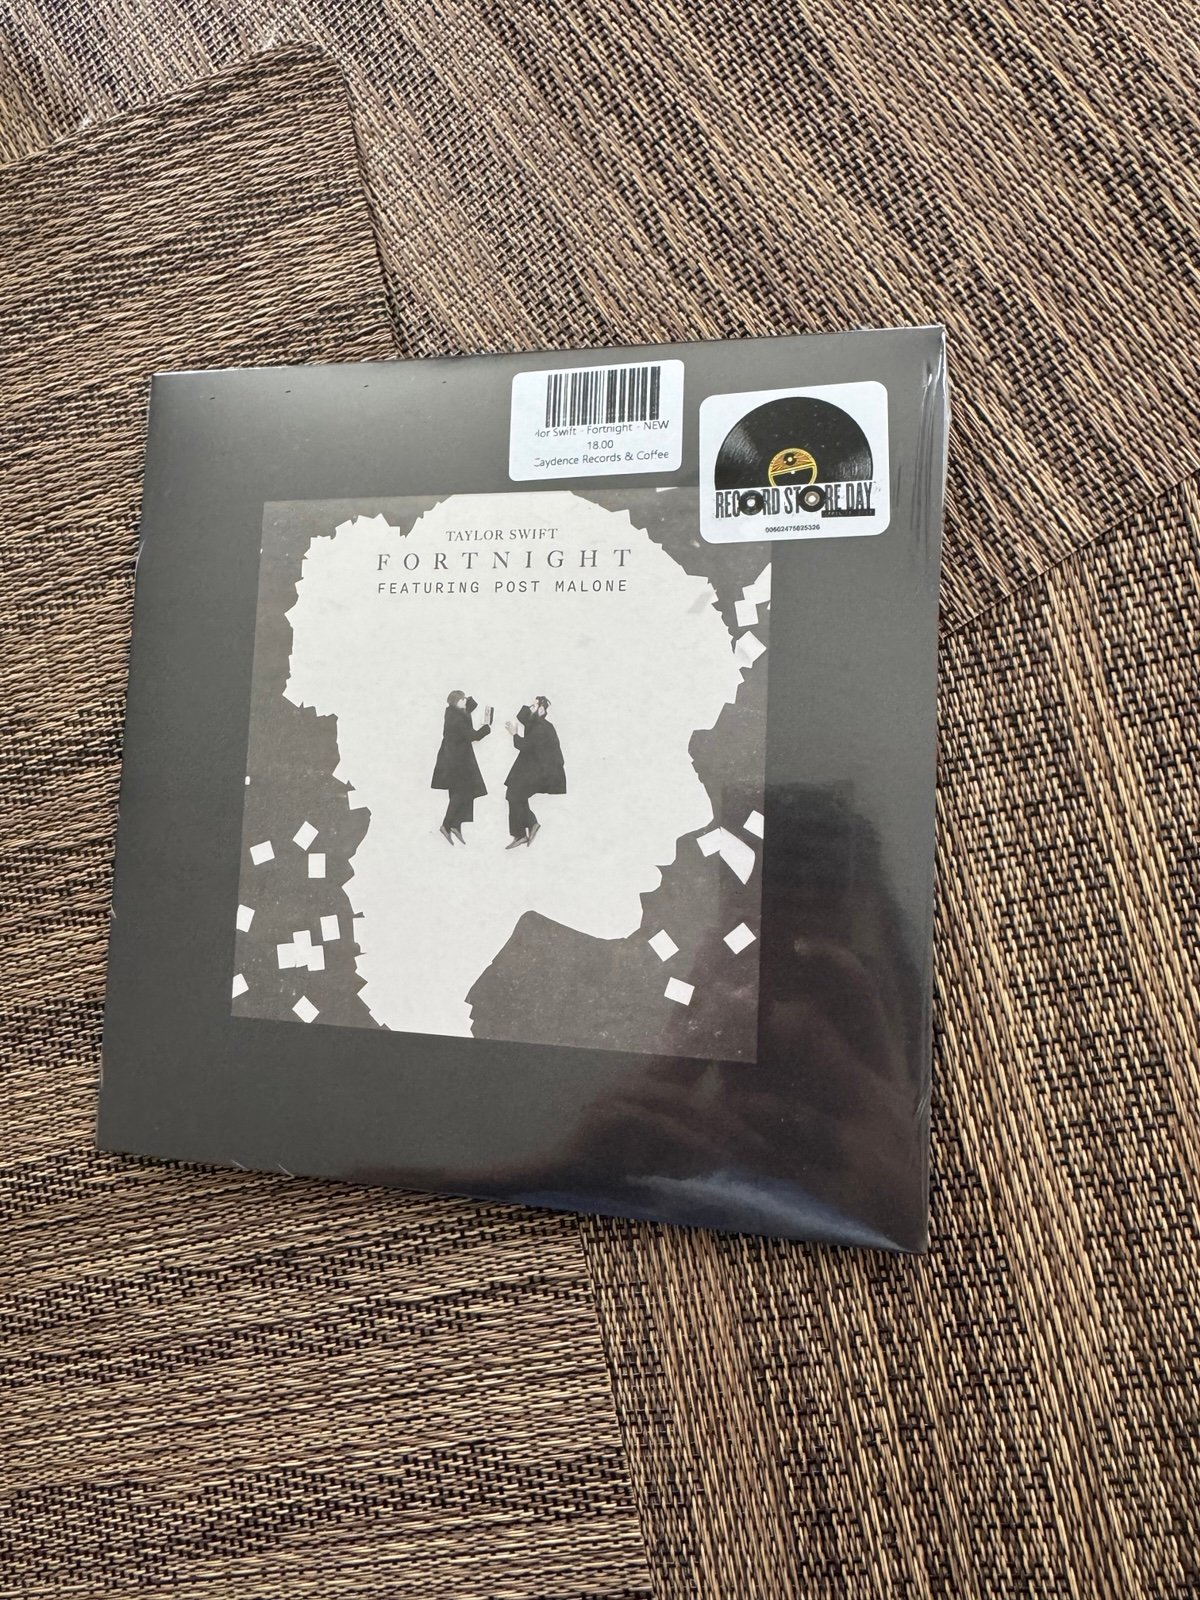 lor Swift - Fortnight - NEW
18.00
Caydence Records & Coffee
RECORD STORE DAY
00602475025326
TAYLOR SWIFT
FORTNIGHT
FEATURING POST MALONE